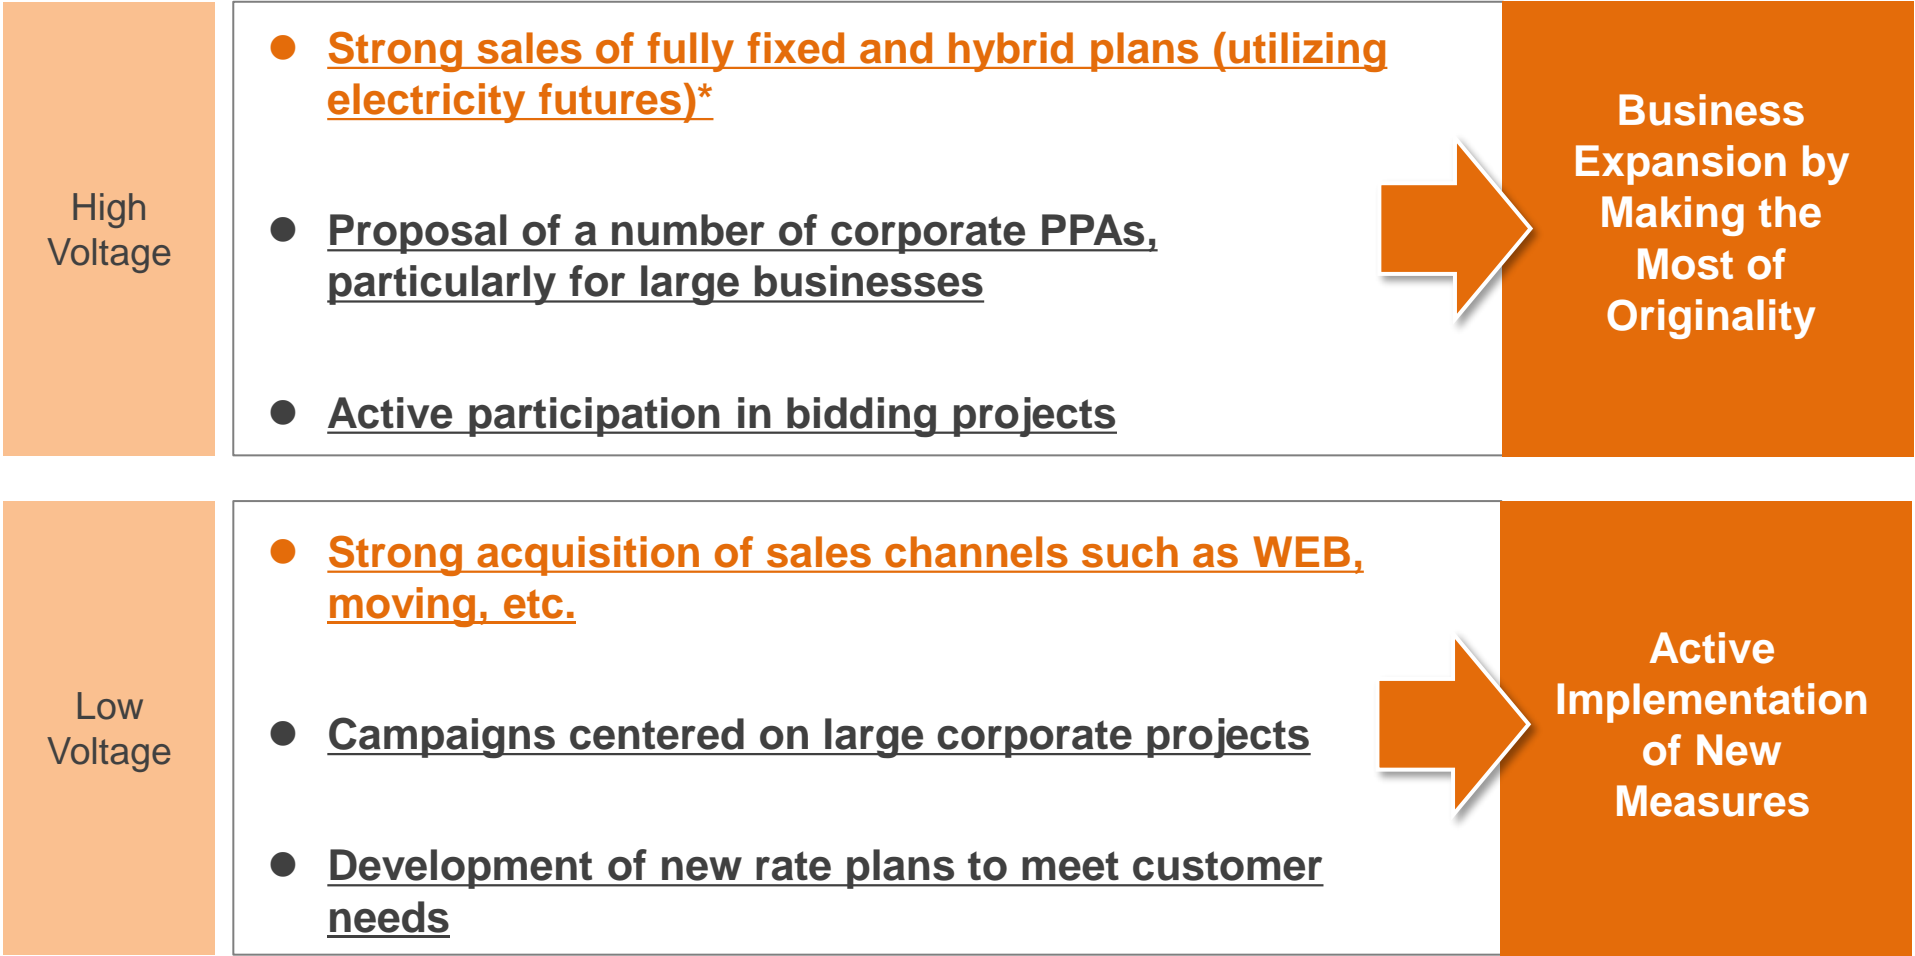 High
Voltage
● Strong sales of fully fixed and hybrid plans (utilizing
electricity futures)*
● Proposal of a number of corporate PPAs,
particularly for large businesses
● Active participation in bidding projects
Business
Expansion by
Making the
Most of
Originality
Low
Voltage
● Strong acquisition of sales channels such as WEB,
moving, etc.
● Campaigns centered on large corporate projects
● Development of new rate plans to meet customer
needs
Active
Implementation
of New
Measures